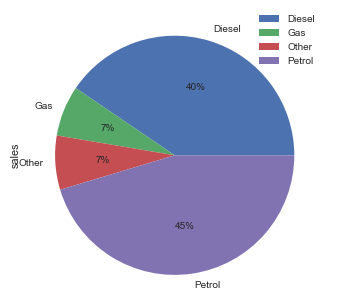 Diesel
Gas
Other
Petrol
Diesel
40%
Gas
7%
Other
7%
sales
45%
Petrol